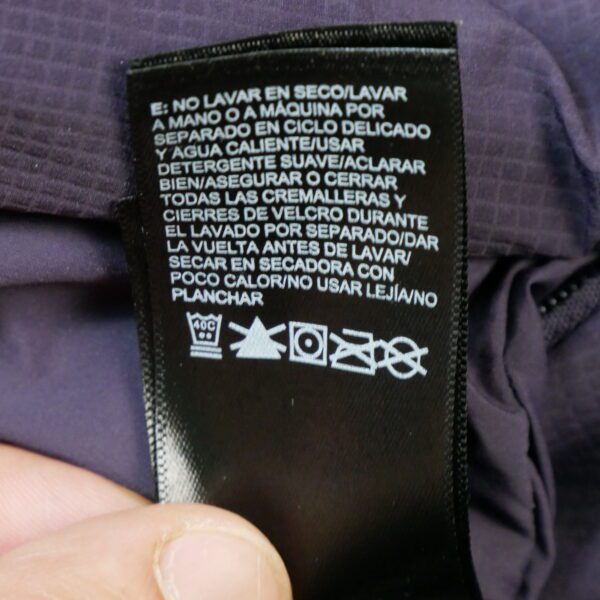 E: NO LAVAR EN SECO/LAVAR
A MANO O A MÁQUINA POR
SEPARADO EN CICLO DELICADO
Y AGUA CALIENTE/USAR
DETERGENTE SUAVE/ACLARAR
BIEN/ASEGURAR O CERRAR
TODAS LAS CREMALLERAS Y
CIERRES DE VELCRO DURANTE
EL LAVADO POR SEPARADO/DAR
LA VUELTA ANTES DE LAVAR/
SECAR EN SECADORA CON
POCO CALOR/NO USAR LEJÍA/NO
PLANCHAR
40C